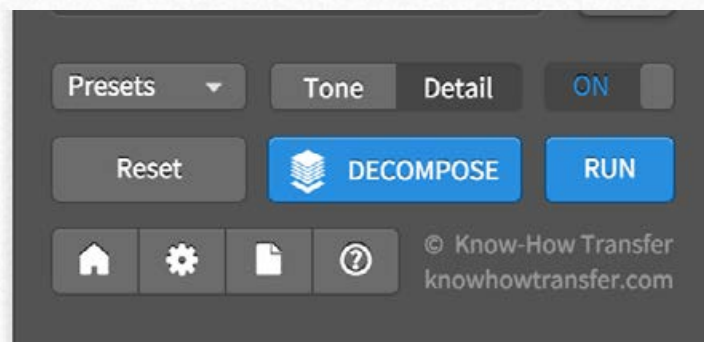 Presets Tone Detail ON
Reset DECOMPOSE RUN
© Know-How Transfer
knowhowtransfer.com